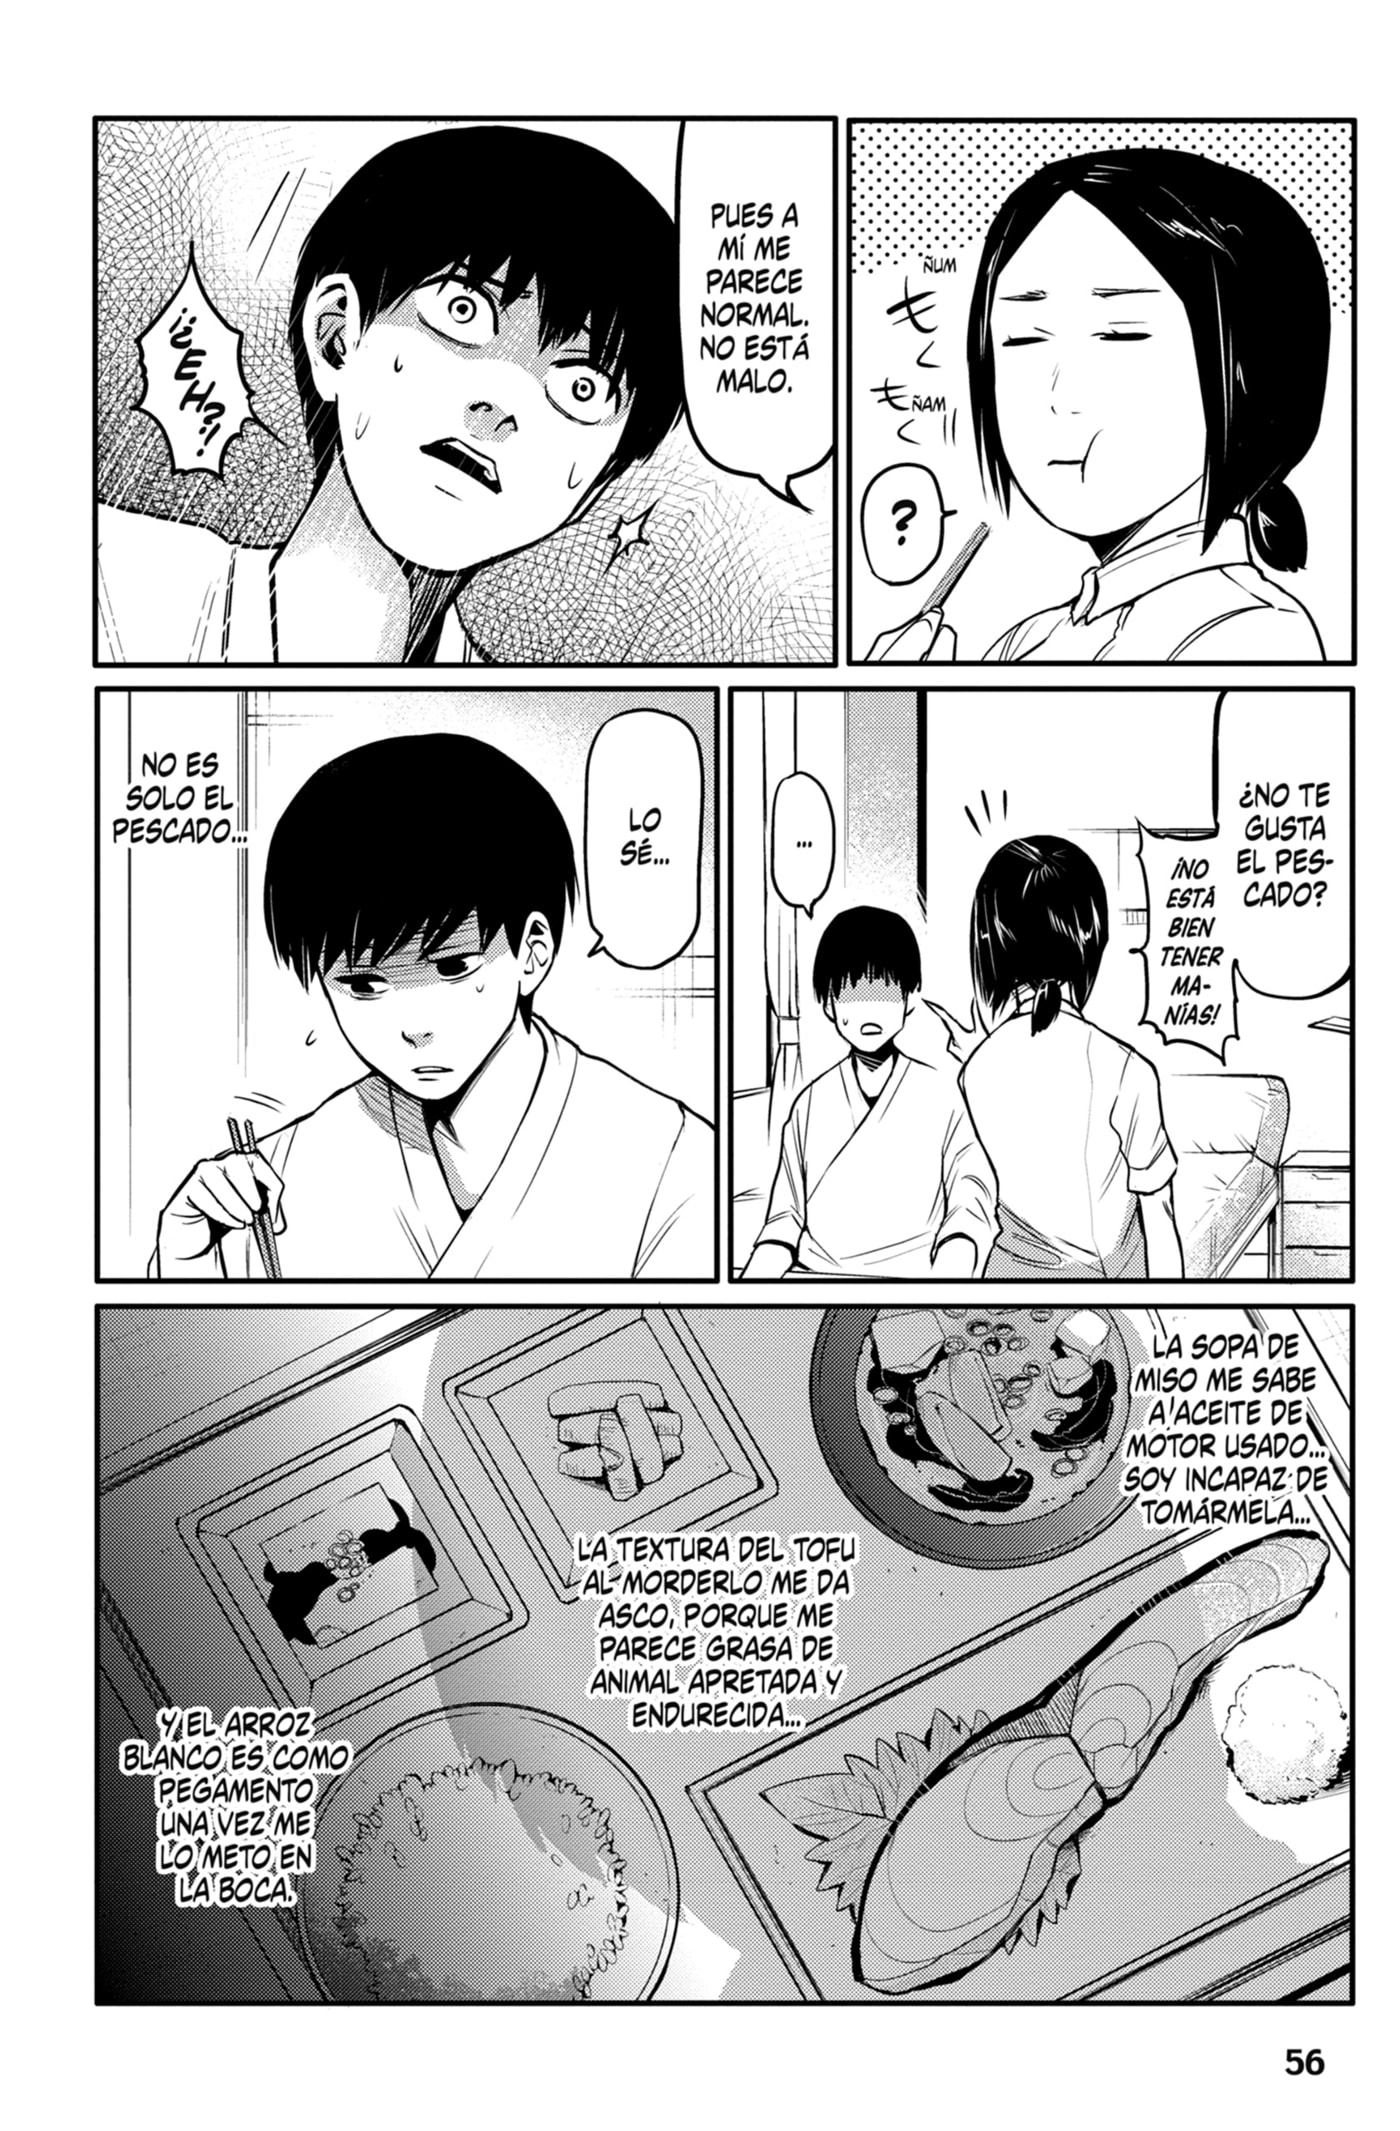 ÑUM
モ
ク
ÑAM
モ
ク
?
PUES A
MÍ ME
PARECE
NORMAL.
NO ESTÁ
MALO.
¡¿EH?!
¿NO TE
GUSTA
EL PES-
CADO?
¡NO
ESTÁ
BIEN
TENER
MA-
NÍAS!
...
LO
SÉ...
NO ES
SOLO EL
PESCADO...
LA SOPA DE
MISO ME SABE
A ACEITE DE
MOTOR USADO...
SOY INCAPAZ DE
TOMÁRMELA...
LA TEXTURA DEL TOFU
AL MORDERLO ME DA
ASCO, PORQUE ME
PARECE GRASA DE
ANIMAL APRETADA Y
ENDURECIDA...
Y EL ARROZ
BLANCO ES COMO
PEGAMENTO
UNA VEZ ME
LO METO EN
LA BOCA.
56